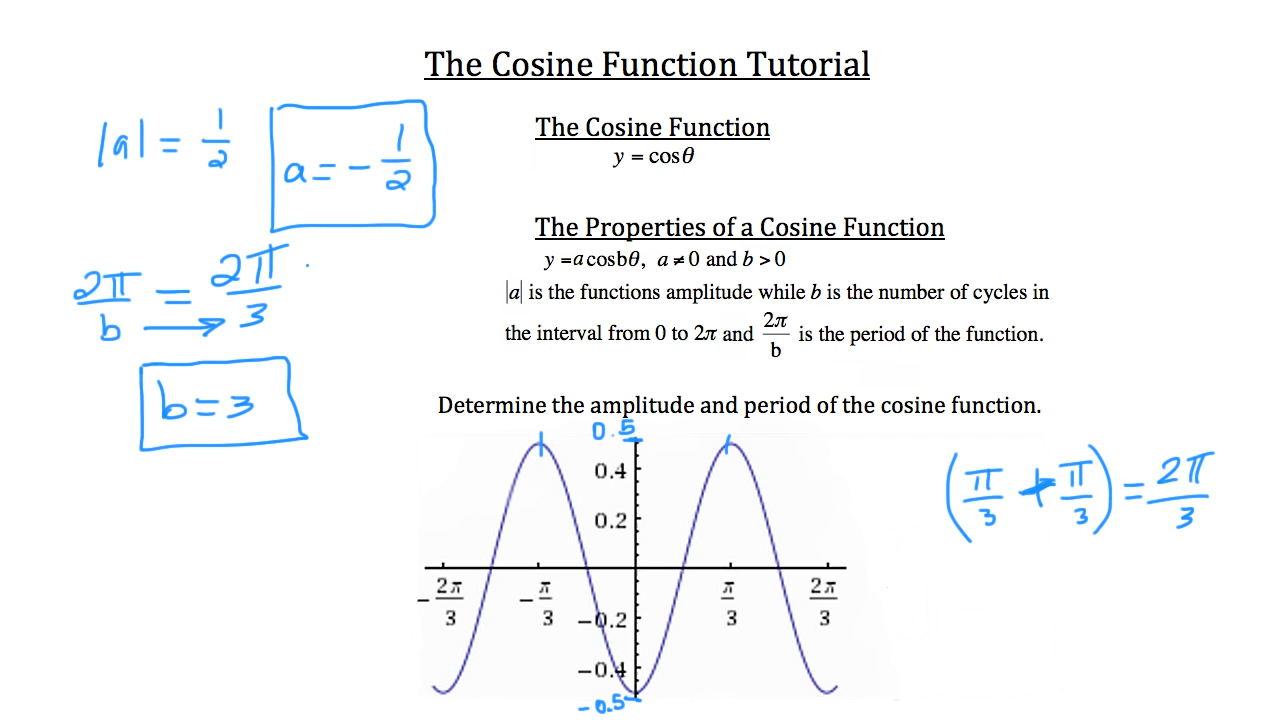 The Cosine Function Tutorial
|a| = 1/2
a = - 1/2
The Cosine Function
y = cosθ
2π/b = 2π/3
b = 3
The Properties of a Cosine Function
y =acosbθ, a≠0 and b >0
|a| is the functions amplitude while b is the number of cycles in
the interval from 0 to 2π and 2π/b is the period of the function.
Determine the amplitude and period of the cosine function.
0.5
0.4
0.2
-2π/3 -π/3 π/3 2π/3
-0.2
-0.4
-0.5
(π/3 + π/3) = 2π/3